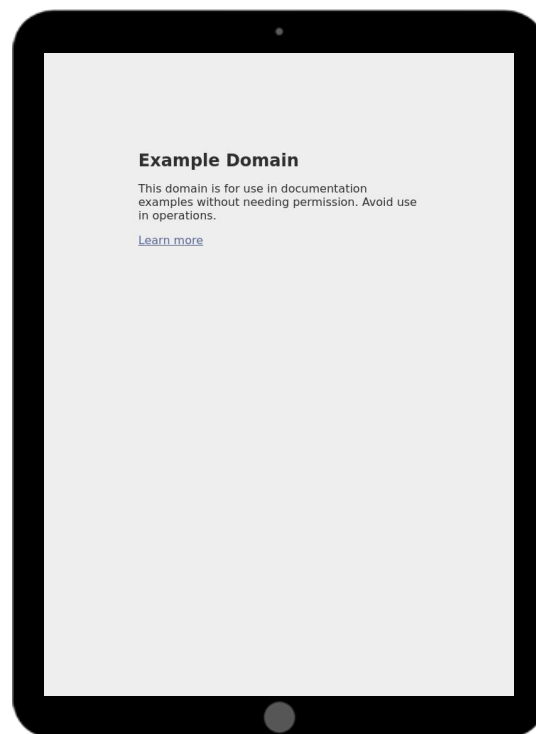 Example Domain
This domain is for use in documentation
examples without needing permission. Avoid use
in operations.
Learn more